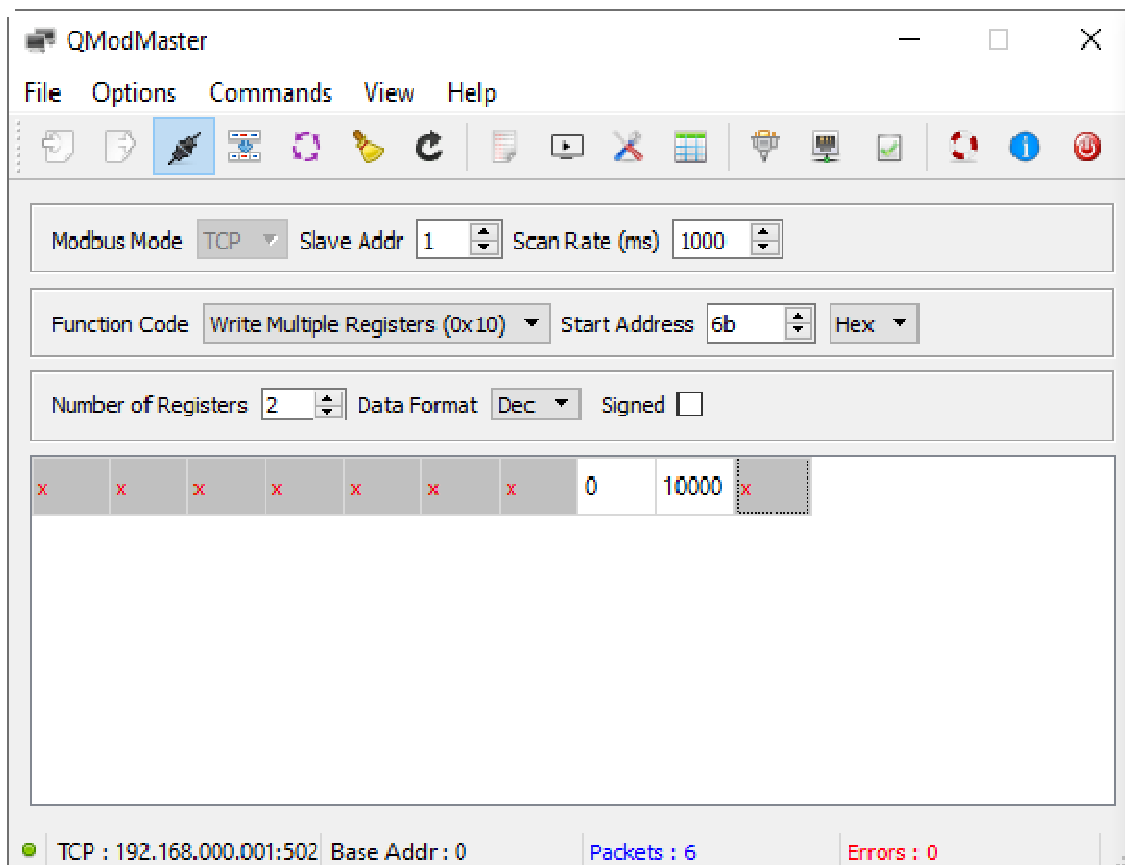 QModMaster
File Options Commands View Help
Modbus Mode TCP Slave Addr 1 Scan Rate (ms) 1000
Function Code Write Multiple Registers (0x10) Start Address 6b Hex
Number of Registers 2 Data Format Dec Signed
x x x x x x x 0 10000 x
TCP : 192.168.000.001:502 Base Addr : 0 Packets : 6 Errors : 0